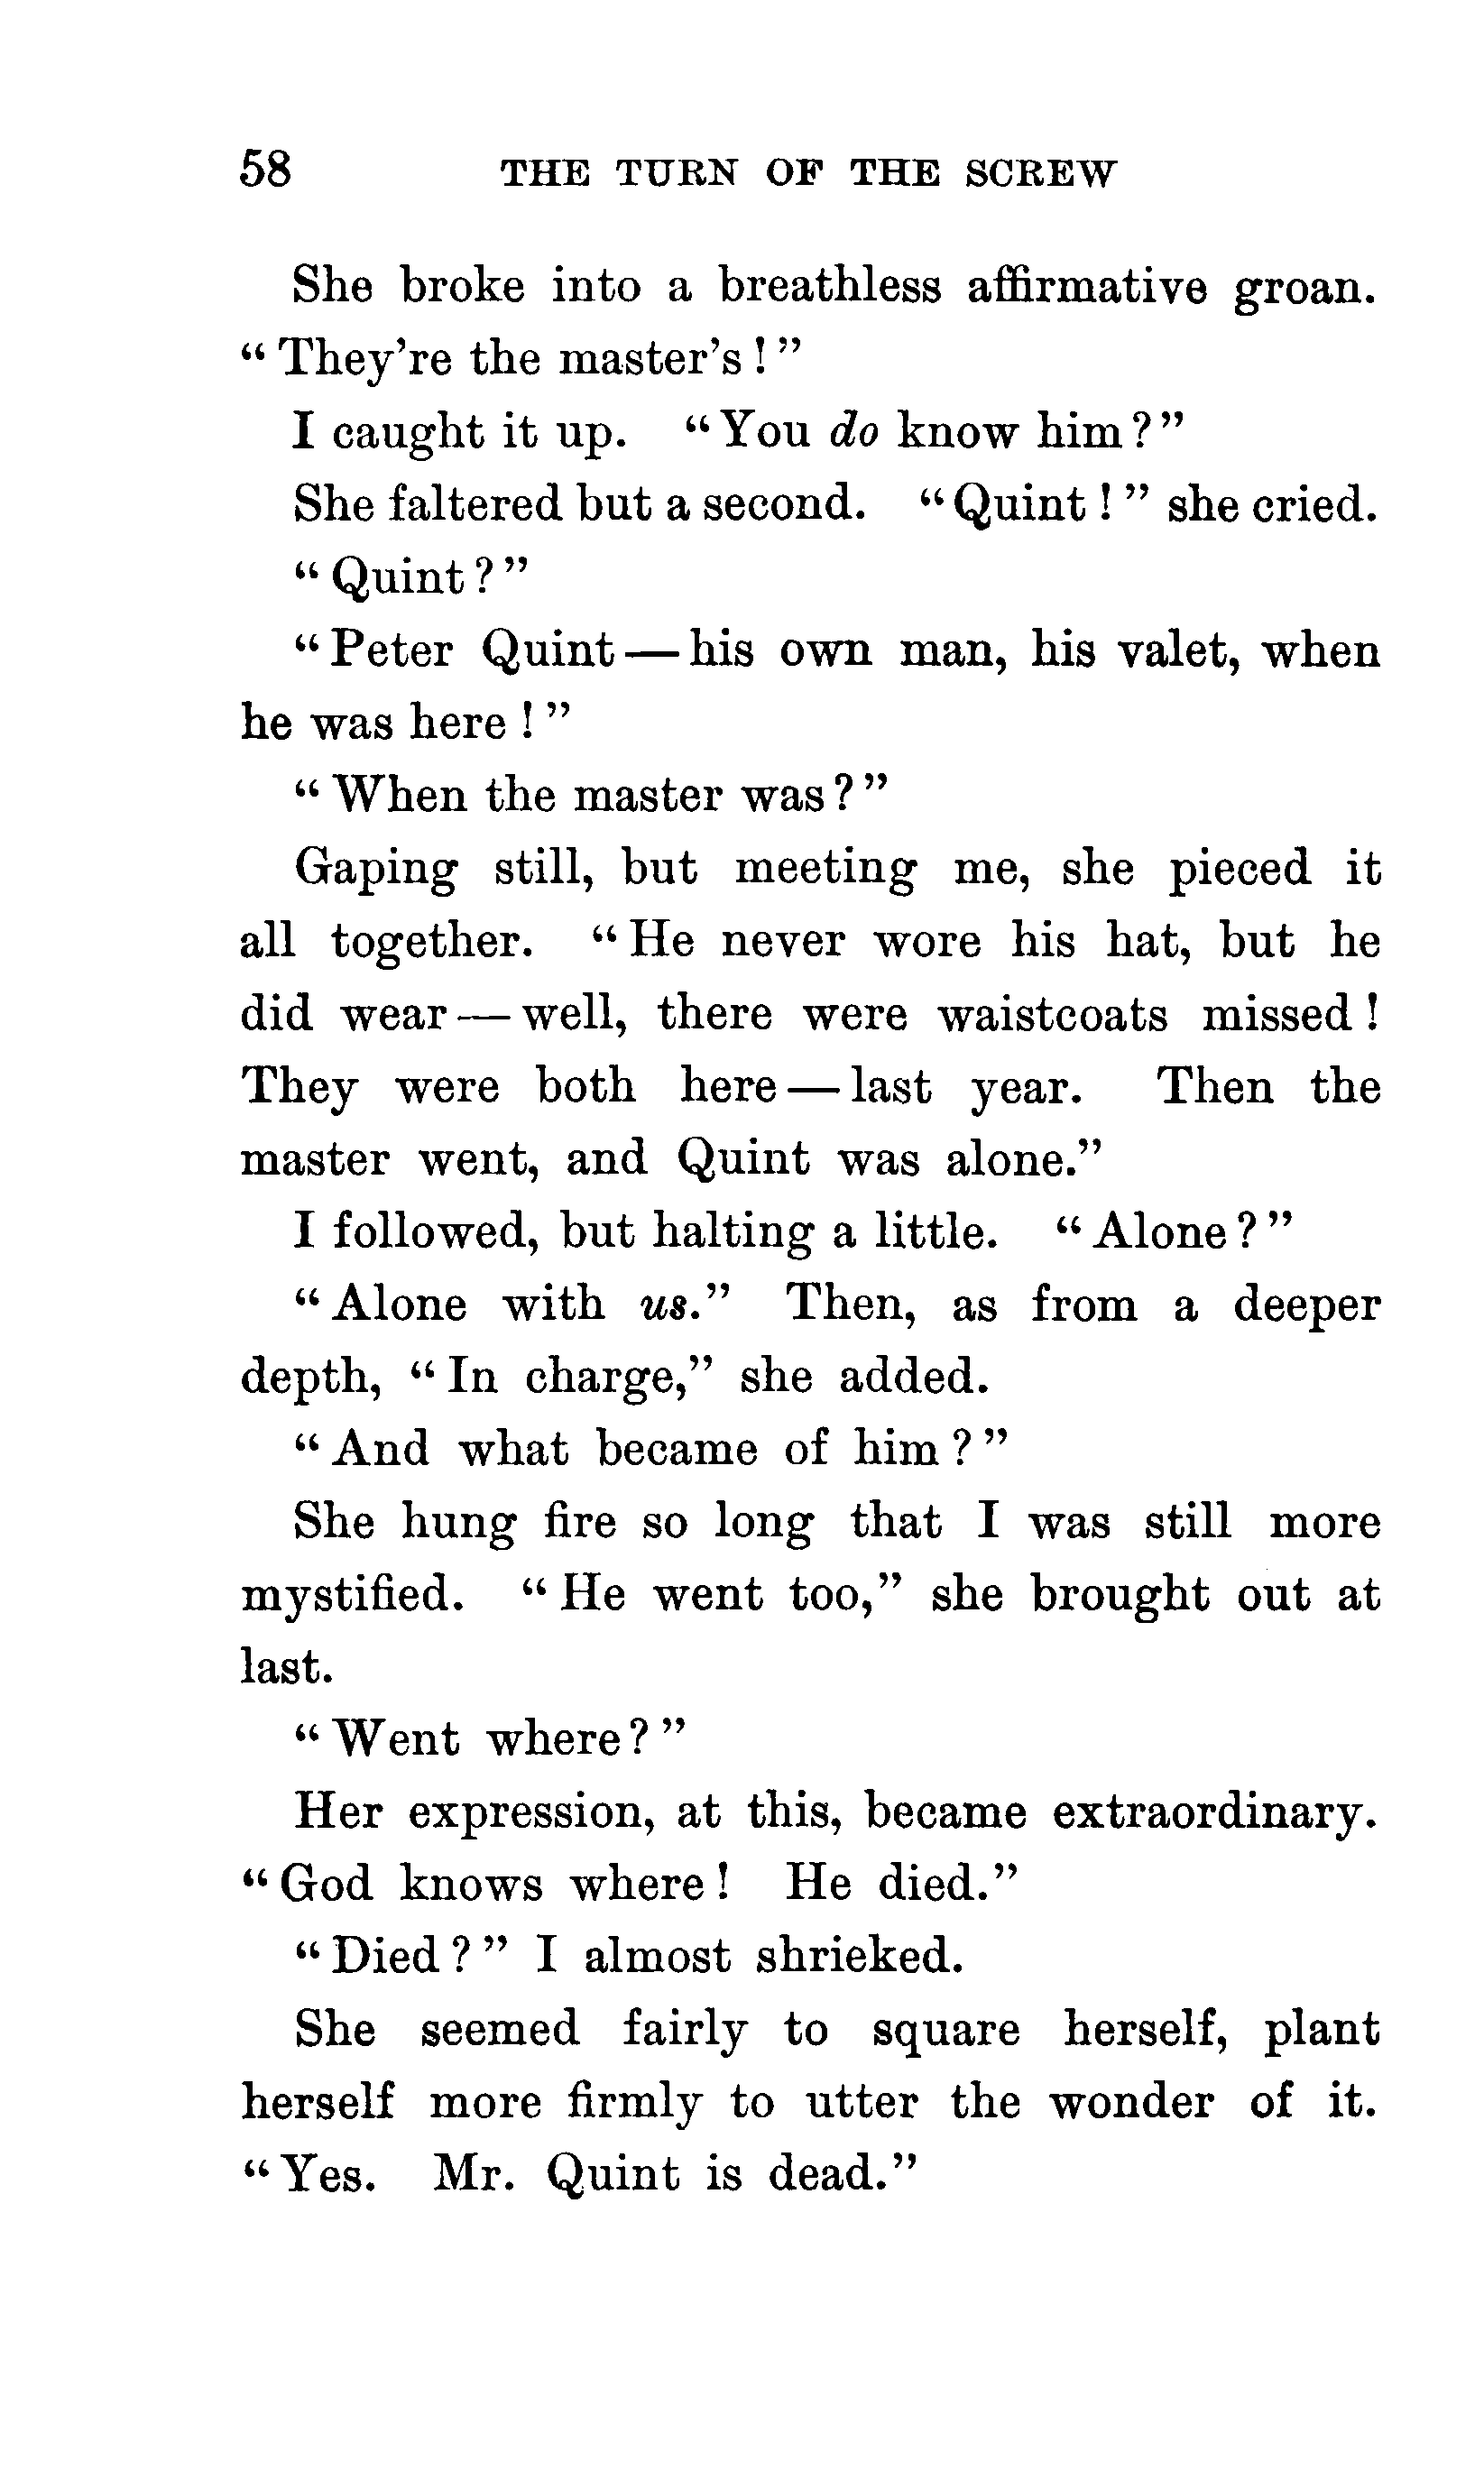 58 THE TURN OF THE SCREW
She broke into a breathless affirmative groan.
“They're the master's!”
I caught it up. “You do know him?”
She faltered but a second. “Quint!” she cried.
“Quint?”
“Peter Quint—his own man, his valet, when
he was here!”
“When the master was?”
Gaping still, but meeting me, she pieced it
all together. “He never wore his hat, but he
did wear—well, there were waistcoats missed!
They were both here—last year. Then the
master went, and Quint was alone.”
I followed, but halting a little. “Alone?”
“Alone with us.” Then, as from a deeper
depth, “In charge,” she added.
“And what became of him?”
She hung fire so long that I was still more
mystified. “He went too,” she brought out at
last.
“Went where?”
Her expression, at this, became extraordinary.
“God knows where! He died.”
“Died?” I almost shrieked.
She seemed fairly to square herself, plant
herself more firmly to utter the wonder of it.
“Yes. Mr. Quint is dead.”